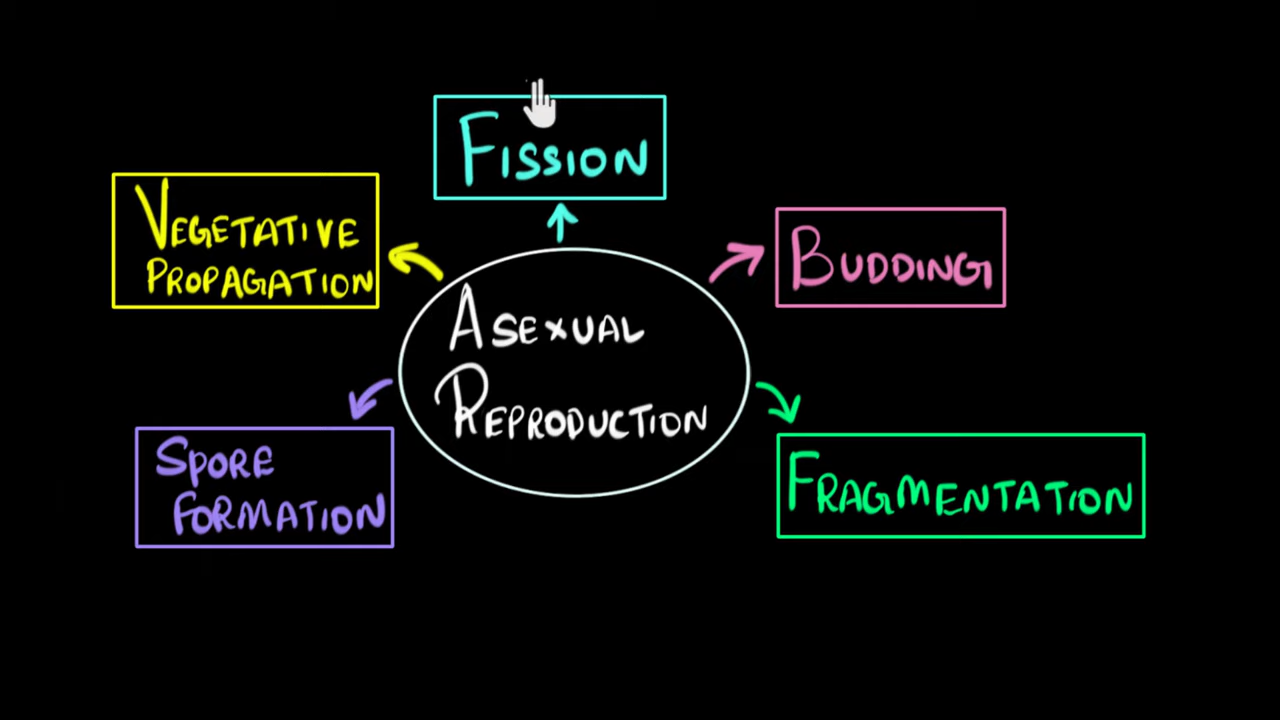 FISSION
VEGETATIVE
PROPAGATION
BUDDING
ASEXUAL
REPRODUCTION
SPORE
FORMATION
FRAGMENTATION